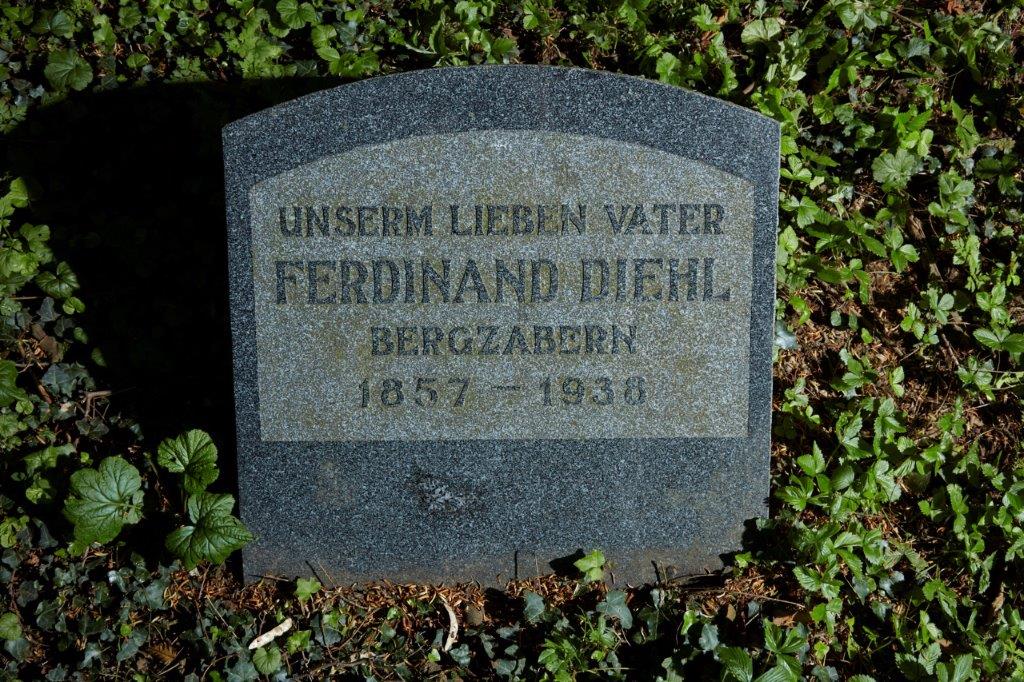 UNSERM LIEBEN VATER
FERDINAND DIEHL
BERGZABERN
1857 — 1938